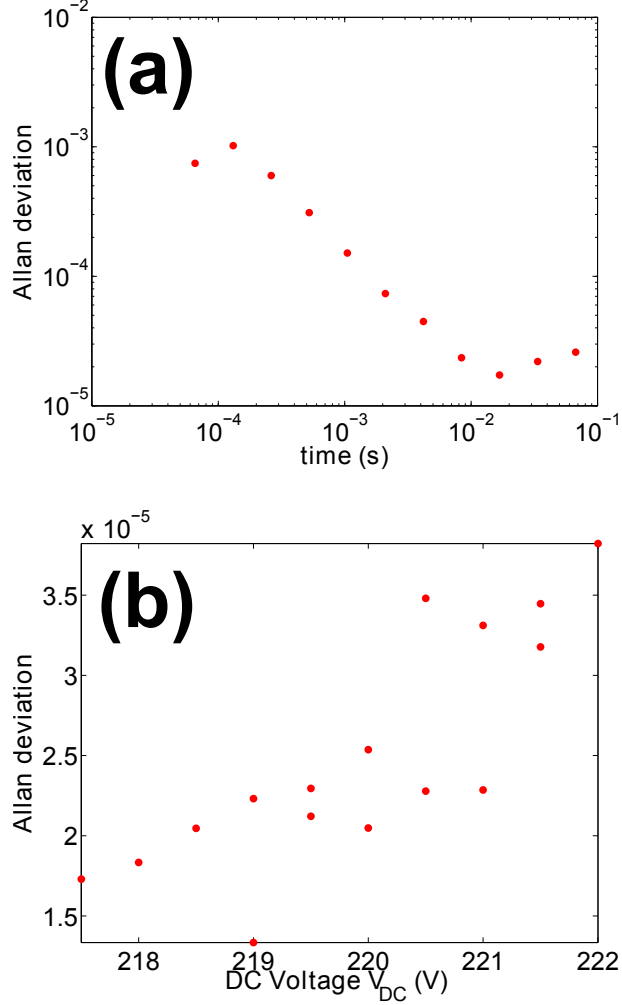 (a)
10⁻²
10⁻³
10⁻⁴
10⁻⁵
Allan deviation
10⁻⁵ 10⁻⁴ 10⁻³ 10⁻² 10⁻¹
time (s)
x 10⁻⁵
(b)
3.5
3
2.5
2
1.5
Allan deviation
218 219 220 221 222
DC Voltage V_DC (V)